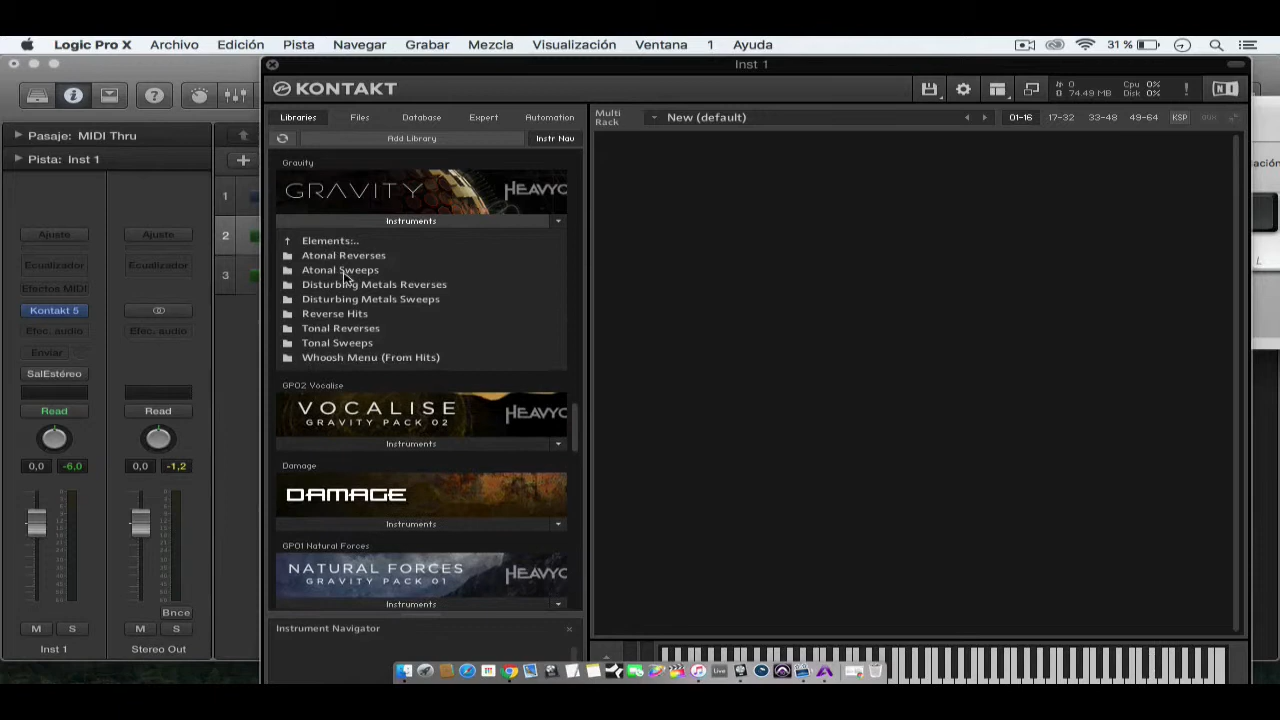 Logic Pro X Archivo Edición Pista Navegar Grabar Mezcla Visualización Ventana 1 Ayuda 31 %
Inst 1
KONTAKT
0
74.49 MB
Cpu 0%
Disk 0%
Libraries Files Database Expert Automation
Multi Rack
New (default)
01-16 17-32 33-48 49-64 KSP
AUX
Add Library
Instr Nav
Pasaje: MIDI Thru
Pista: Inst 1
1
2
3
Ajuste Ajuste
Ecualizador Ecualizador
Efectos MIDI
Kontakt 5
Efec. audio Efec. audio
Enviar
SalEstéreo
Read Read
0,0 -6,0 0,0 -1,2
Bnce
M S M S
Inst 1 Stereo Out
Gravity
GRAVITY HEAVYO
Instruments
Elements:..
Atonal Reverses
Atonal Sweeps
Disturbing Metals Reverses
Disturbing Metals Sweeps
Reverse Hits
Tonal Reverses
Tonal Sweeps
Whoosh Menu (From Hits)
GP02 Vocalise
VOCALISE
GRAVITY PACK 02
HEAVYO
Instruments
Damage
DAMAGE
Instruments
GP01 Natural Forces
NATURAL FORCES
GRAVITY PACK 01
HEAVYO
Instruments
Instrument Navigator
Live
ación
L.